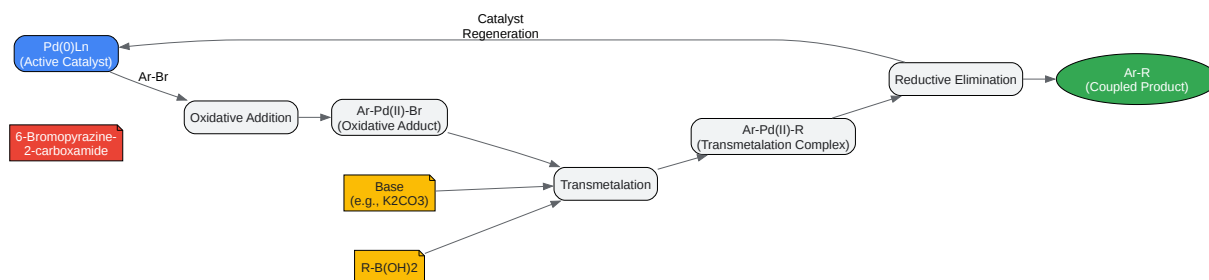 Catalyst
Regeneration
Pd(0)Ln
(Active Catalyst)
Ar-Br
Oxidative Addition
Ar-Pd(II)-Br
(Oxidative Adduct)
6-Bromopyrazine-
2-carboxamide
Base
(e.g., K2CO3)
R-B(OH)2
Transmetalation
Ar-Pd(II)-R
(Transmetalation Complex)
Reductive Elimination
Ar-R
(Coupled Product)